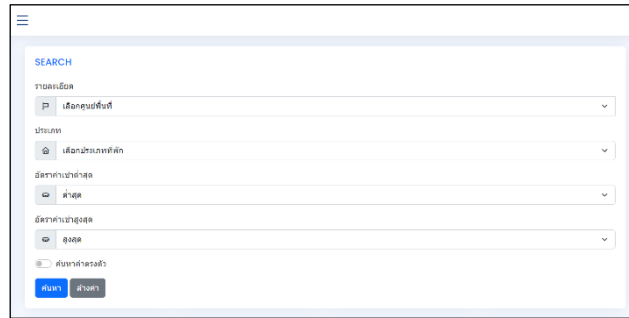 SEARCH
รายละเอียด
เลือกศูนย์พื้นที่
ประเภท
เลือกประเภทที่พัก
อัตราค่าเช่าต่ำสุด
ต่ำสุด
อัตราค่าเช่าสูงสุด
สูงสุด
ค้นหาค่าตรงตัว
ค้นหา ล้างค่า